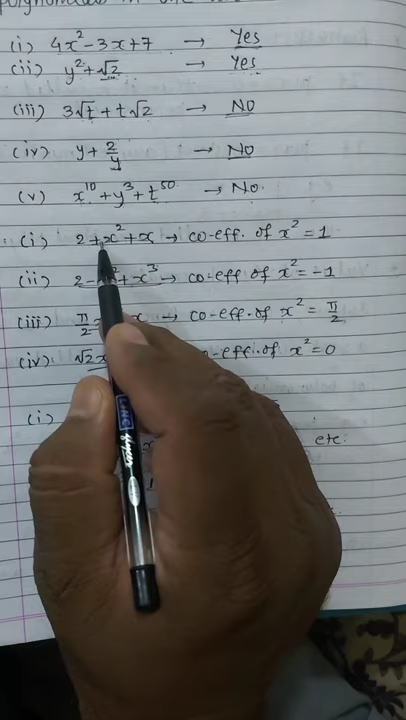 (i) 4x² - 3x + 7 → Yes
(ii) y² + √2 → Yes
(iii) 3√t + t√2 → No
(iv) y + 2/y → No
(v) x¹⁰ + y³ + t⁵⁰ → No.
(i) 2 + x² + x → co-eff. of x² = 1
(ii) 2 - + x³ → co-eff of x² = -1
(iii) π/2 x → co-eff. of x² = π/2
(iv) √2x co-eff. of x² = 0
(i)
etc.
LINC